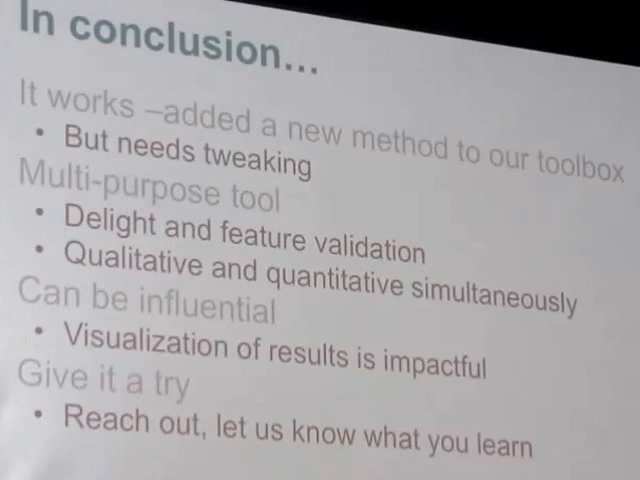 In conclusion...
It works –added a new method to our toolbox
• But needs tweaking
Multi-purpose tool
• Delight and feature validation
• Qualitative and quantitative simultaneously
Can be influential
• Visualization of results is impactful
Give it a try
• Reach out, let us know what you learn